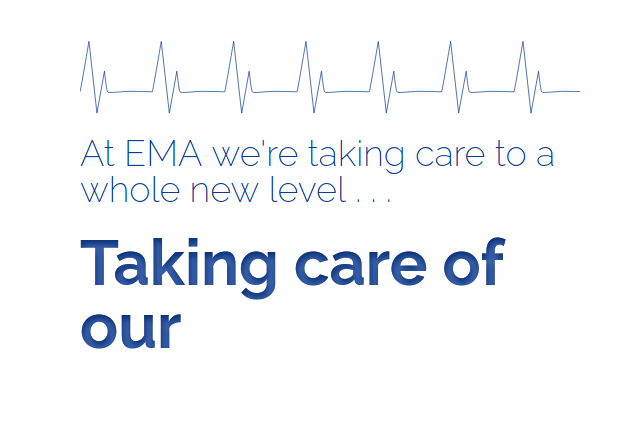 At EMA we're taking care to a
whole new level . . .
Taking care of
our